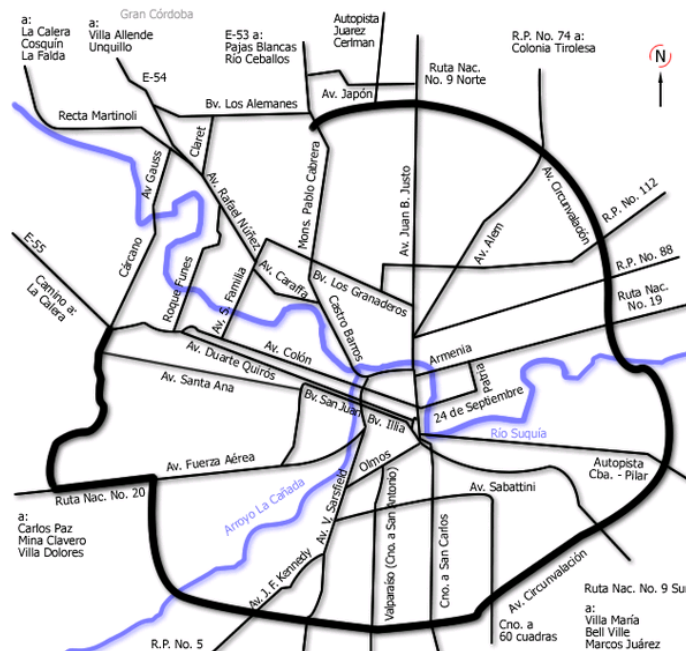 Gran Córdoba
a:
La Calera
Cosquín
La Falda
a:
Villa Allende
Unquillo
E-53 a:
Pajas Blancas
Río Ceballos
Autopista
Juarez
Cerlman
Ruta Nac.
No. 9 Norte
R.P. No. 74 a:
Colonia Tirolesa
N
E-54
Av. Japón
Bv. Los Alemanes
Recta Martinoli
Claret
Av Gauss
Av. Rafael Núñez
Mons. Pablo Cabrera
Av. Juan B. Justo
Av. Circunvaladón
R.P. No. 112
Av. Alem
E-55
Camino a:
La Calera
Cárcano
Roque Funes
Av. S. Familia
Av. Caraffa
Bv. Los Granaderos
R.P. No. 88
Ruta Nac.
No. 19
Castro Barros
Av. Colón
Av. Duarte Quirós
Armenia
Patria
Av. Santa Ana
Bv. San Juan
Bv. Illia
24 de Septiembre
Río Suquía
Av. Fuerza Aérea
Olmos
Autopista
Cba. - Pilar
Ruta Nac. No. 20
Arroyo La Cañada
Av. V. Sarsfield
Valparaíso (Cno. a San Antonio)
Cno. a San Carlos
Av. Sabattini
a:
Carlos Paz
Mina Clavero
Villa Dolores
Av. J. F. Kennedy
Av. Circunvalación
Ruta Nac. No. 9 Su
R.P. No. 5
Cno. a
60 cuadras
a:
Villa María
Bell Ville
Marcos Juárez